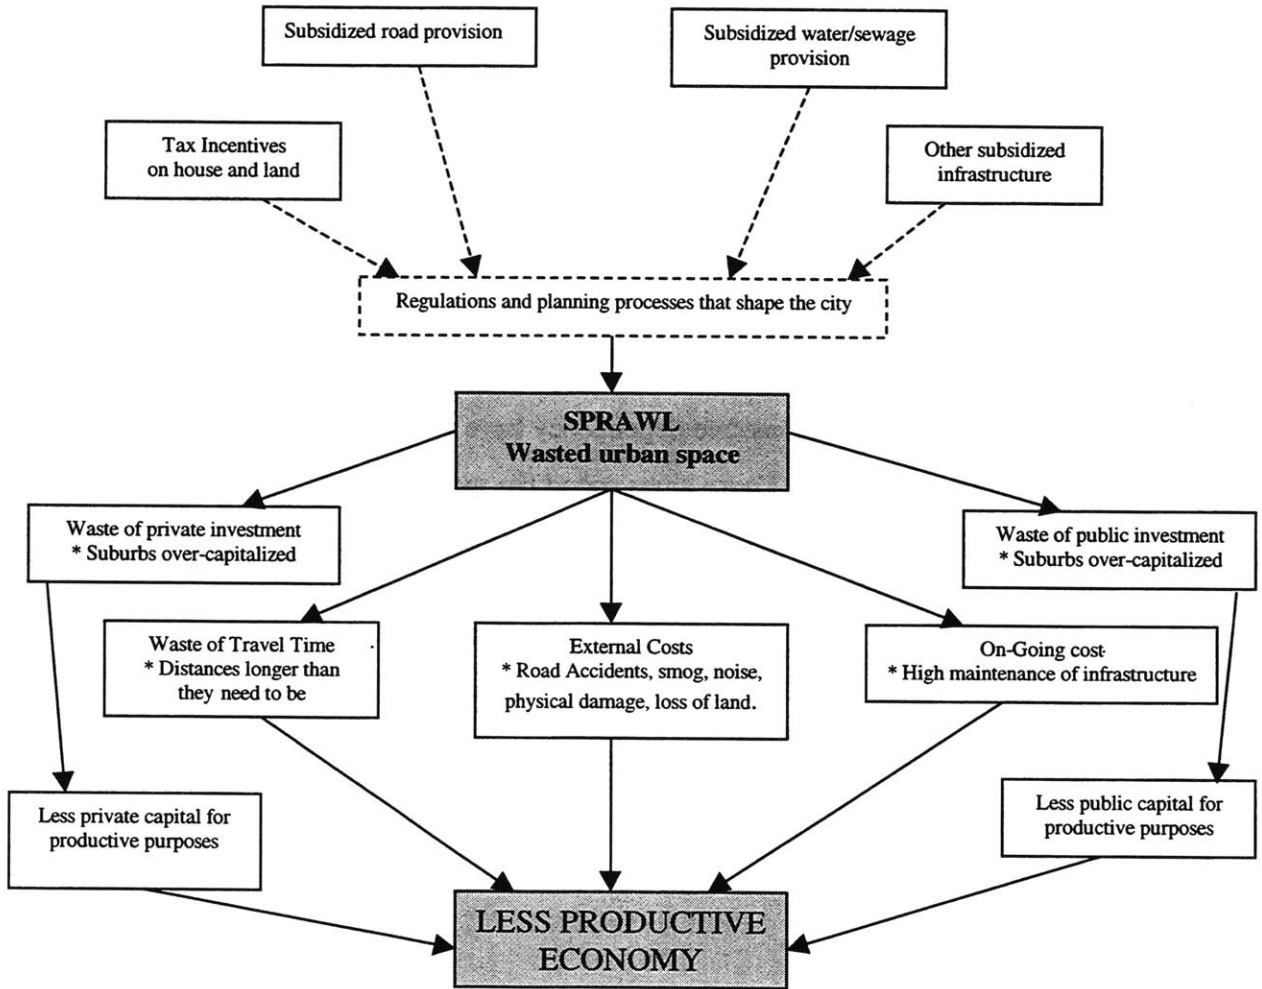 Subsidized road provision
Subsidized water/sewage
provision
Tax Incentives
on house and land
Other subsidized
infrastructure
Regulations and planning processes that shape the city
SPRAWL
Wasted urban space
Waste of private investment
* Suburbs over-capitalized
Waste of public investment
* Suburbs over-capitalized
Waste of Travel Time
* Distances longer than
they need to be
External Costs
* Road Accidents, smog, noise,
physical damage, loss of land.
On-Going cost
* High maintenance of infrastructure
Less private capital for
productive purposes
Less public capital for
productive purposes
LESS PRODUCTIVE
ECONOMY